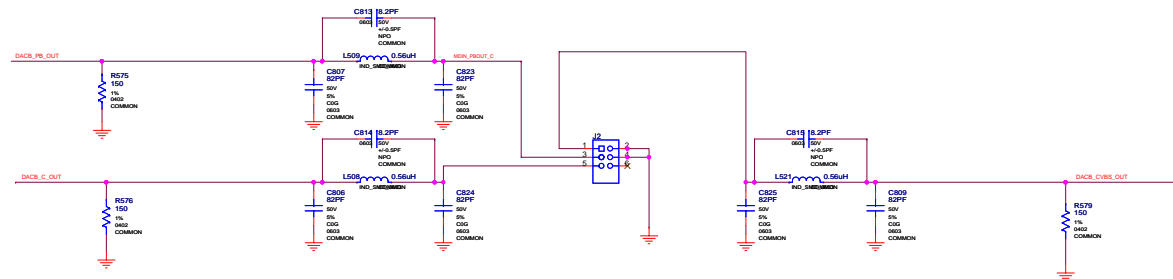 C813 8.2PF
0603 50V
+/-0.5PF
NPO
COMMON
DACB_PB_OUT
L509 0.56uH
MDIN_PBOUT_C
R575
150
1%
0402
COMMON
C807
82PF
50V
5%
C0G
0603
COMMON
C823
82PF
50V
5%
C0G
0603
COMMON
C814 8.2PF
0603 50V
+/-0.5PF
NPO
COMMON
DACB_C_OUT
L508 0.56uH
R576
150
1%
0402
COMMON
C806
82PF
50V
5%
C0G
0603
COMMON
C824
82PF
50V
5%
C0G
0603
COMMON
J2
1 2
3 4
5
C815 8.2PF
0603 50V
+/-0.5PF
NPO
COMMON
L521 0.56uH
DACB_CVBS_OUT
C825
82PF
50V
5%
C0G
0603
COMMON
C809
82PF
50V
5%
C0G
0603
COMMON
R579
150
1%
0402
COMMON